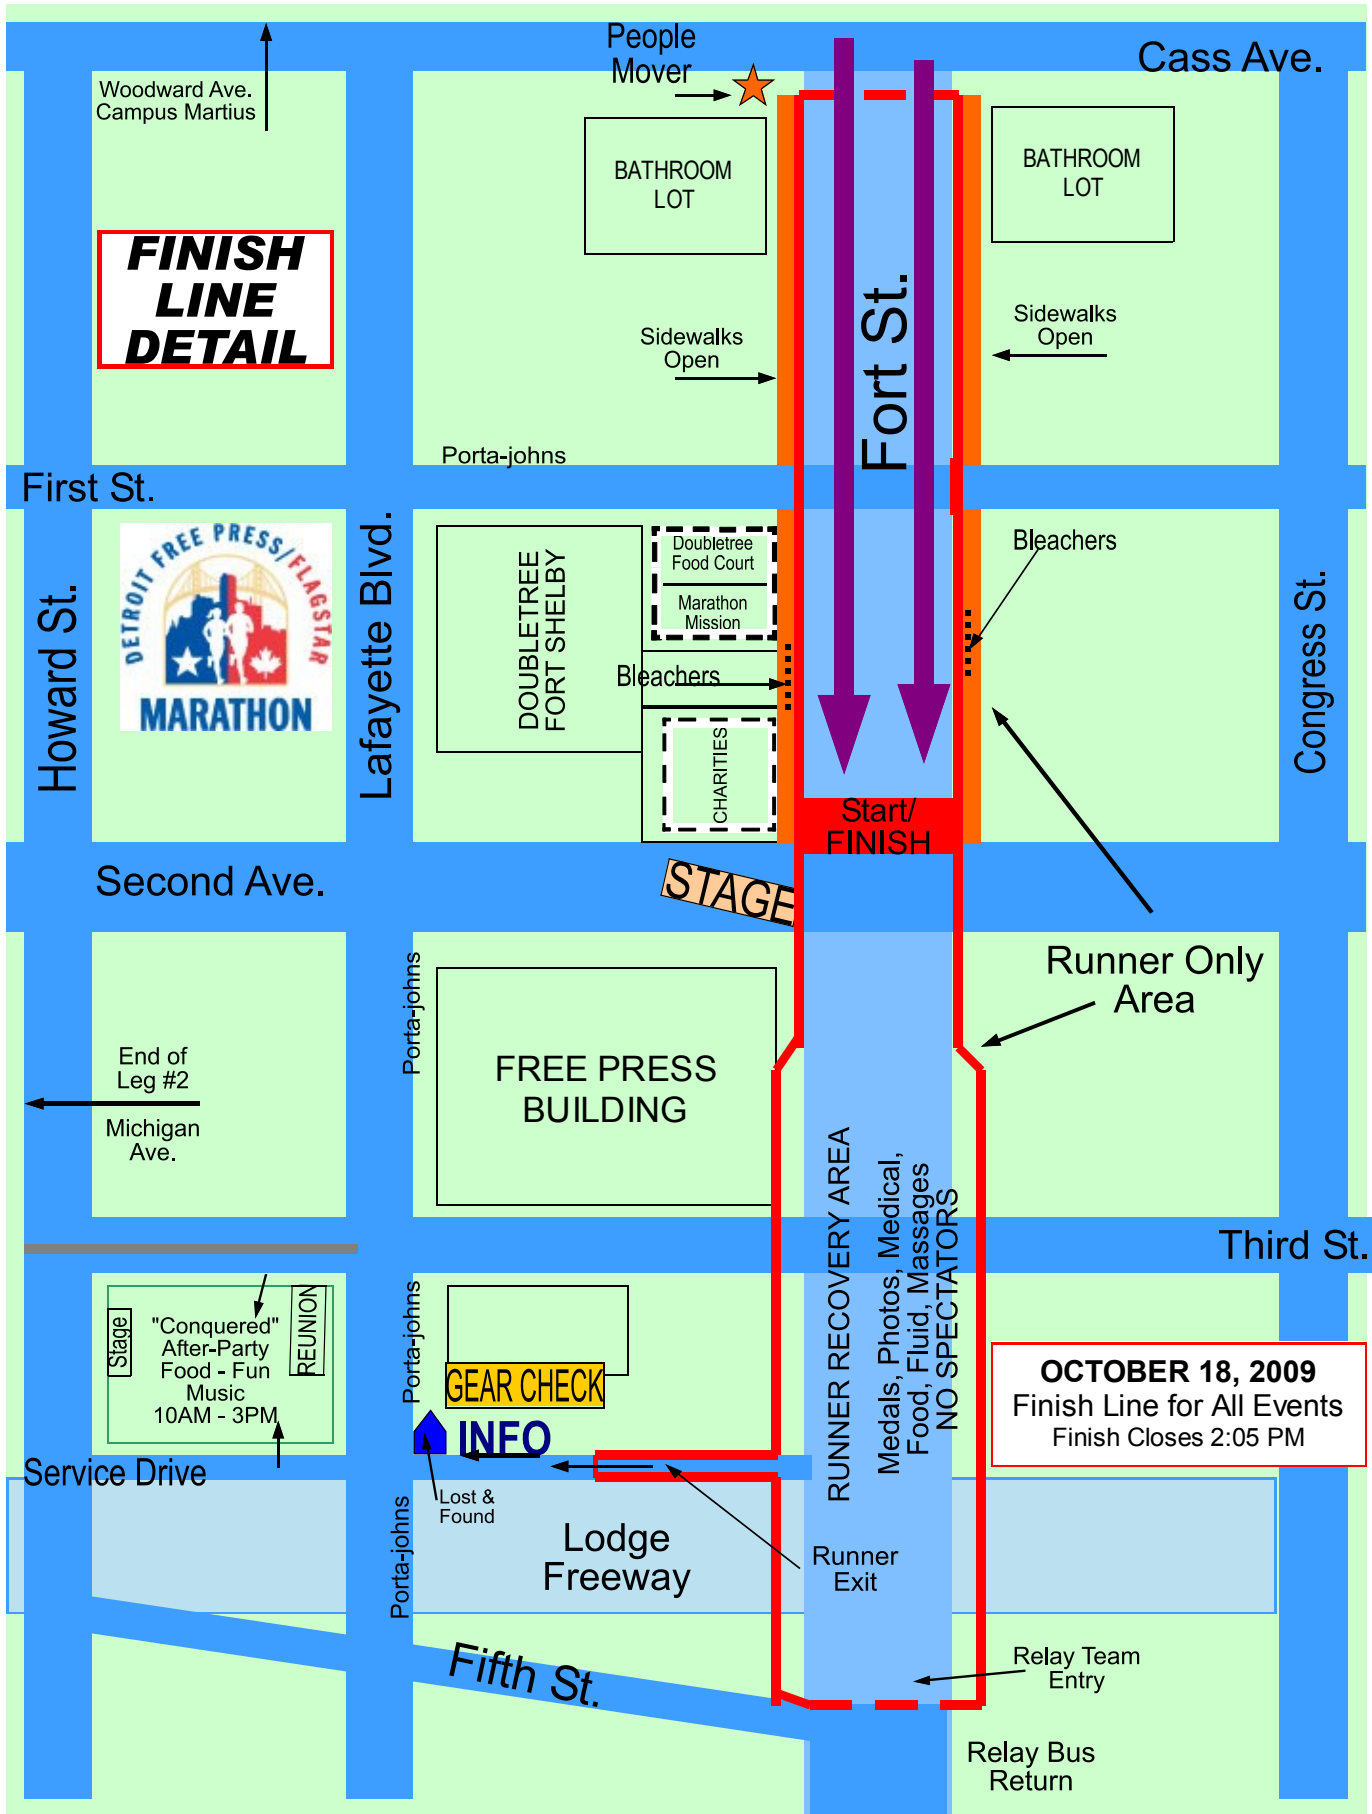 People
Mover
Cass Ave.
Woodward Ave.
Campus Martius
BATHROOM
LOT
BATHROOM
LOT
FINISH
LINE
DETAIL
Fort St.
Sidewalks
Open
Sidewalks
Open
Porta-johns
First St.
DETROIT FREE PRESS/FLAGSTAR
MARATHON
Howard St.
Lafayette Blvd.
DOUBLETREE
FORT SHELBY
Doubletree
Food Court
Marathon
Mission
Bleachers
Bleachers
CHARITIES
Congress St.
Start/
FINISH
Second Ave.
STAGE
Runner Only
Area
Porta-johns
FREE PRESS
BUILDING
End of
Leg #2
Michigan
Ave.
RUNNER RECOVERY AREA
Medals, Photos, Medical,
Food, Fluid, Massages
NO SPECTATORS
Third St.
Stage
"Conquered"
After-Party
Food - Fun
Music
10AM - 3PM
REUNION
Porta-johns
GEAR CHECK
INFO
OCTOBER 18, 2009
Finish Line for All Events
Finish Closes 2:05 PM
Service Drive
Lost &
Found
Porta-johns
Lodge
Freeway
Runner
Exit
Fifth St.
Relay Team
Entry
Relay Bus
Return